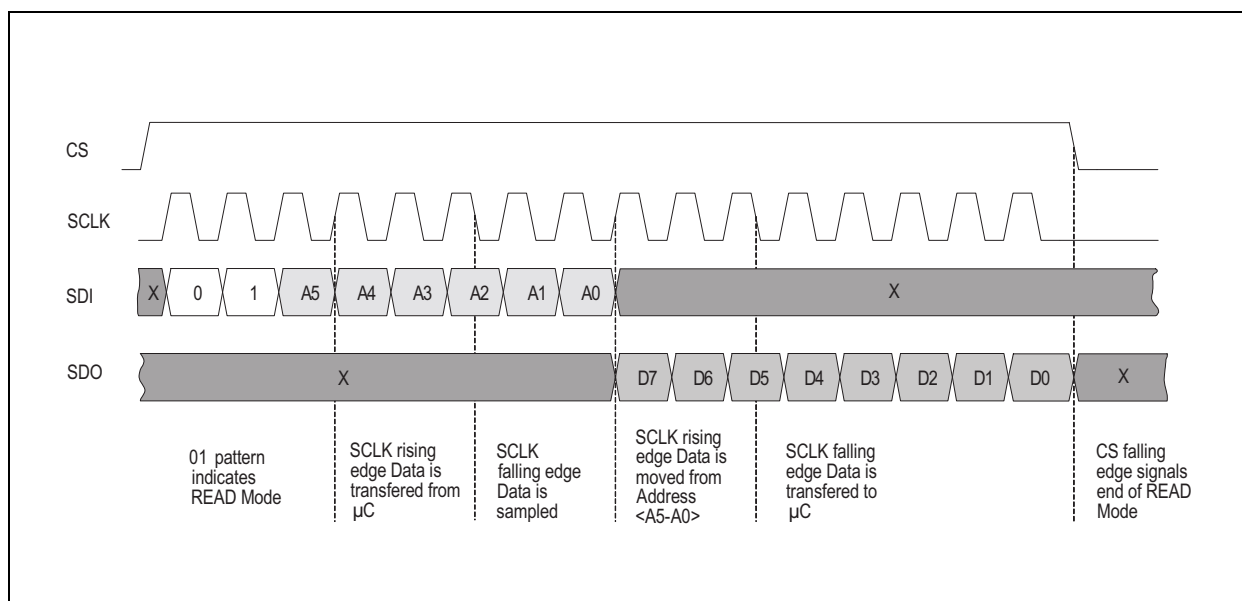 CS
SCLK
SDI
X 0 1 A5 A4 A3 A2 A1 A0 X
SDO
X D7 D6 D5 D4 D3 D2 D1 D0 X
01 pattern
indicates
READ Mode
SCLK rising
edge Data is
transfered from
µC
SCLK
falling edge
Data is
sampled
SCLK rising
edge Data is
moved from
Address
<A5-A0>
SCLK falling
edge Data is
transfered to
µC
CS falling
edge signals
end of READ
Mode